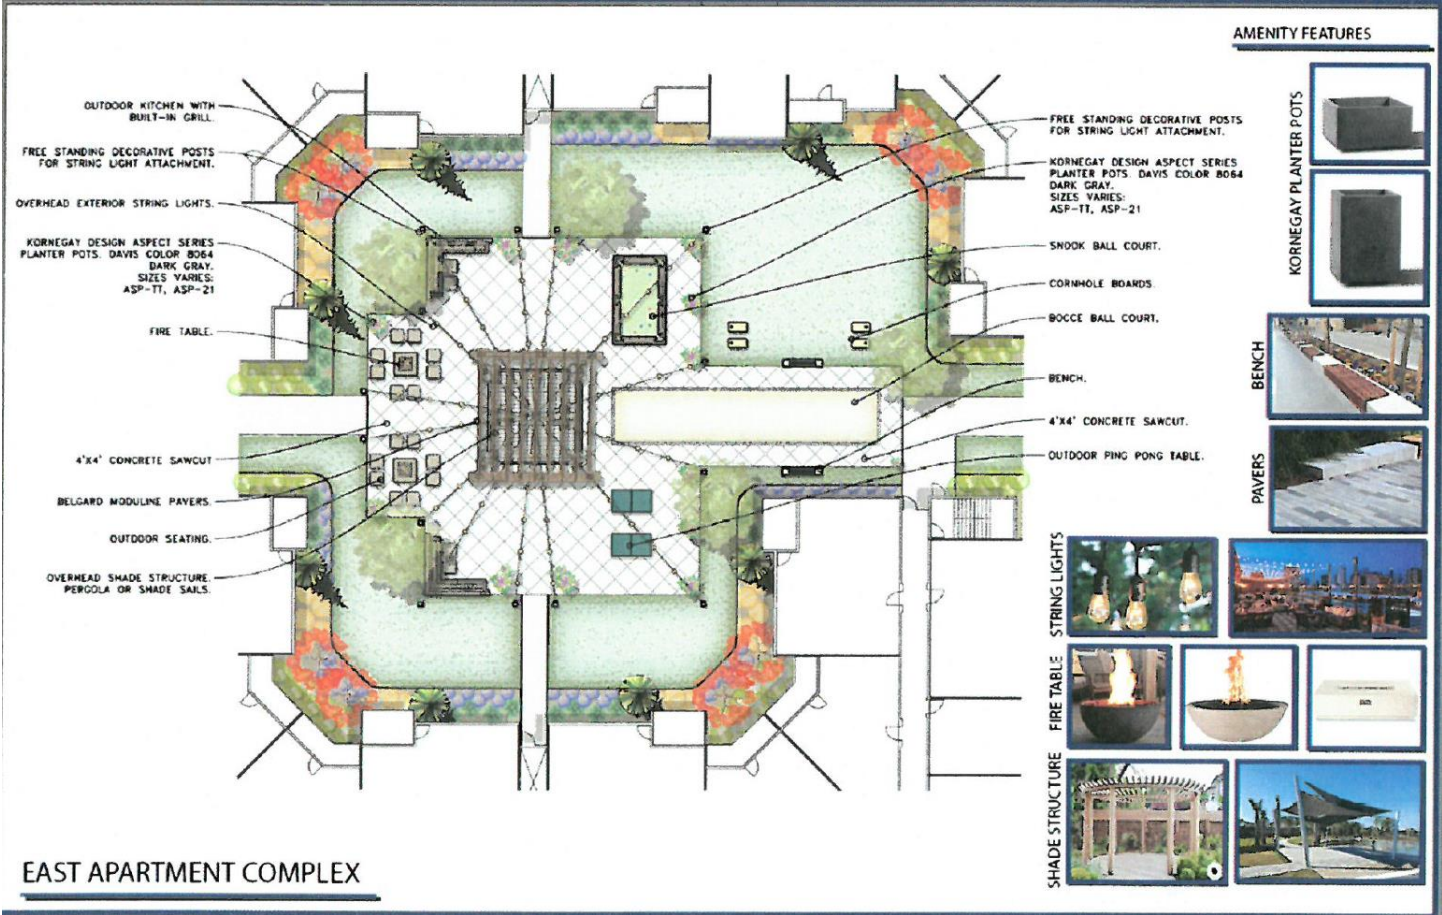 AMENITY FEATURES
OUTDOOR KITCHEN WITH
BUILT-IN GRILL.
FREE STANDING DECORATIVE POSTS
FOR STRING LIGHT ATTACHMENT.
OVERHEAD EXTERIOR STRING LIGHTS.
KORNEGAY DESIGN ASPECT SERIES
PLANTER POTS. DAVIS COLOR 8064
DARK GRAY.
SIZES VARIES:
ASP-TT, ASP-21
FIRE TABLE.
4'X4' CONCRETE SAWCUT
BELGARD MODULINE PAVERS.
OUTDOOR SEATING.
OVERHEAD SHADE STRUCTURE.
PERGOLA OR SHADE SAILS.
FREE STANDING DECORATIVE POSTS
FOR STRING LIGHT ATTACHMENT.
KORNEGAY DESIGN ASPECT SERIES
PLANTER POTS. DAVIS COLOR 8064
DARK GRAY.
SIZES VARIES:
ASP-TT, ASP-21
SNOOK BALL COURT.
CORNHOLE BOARDS.
BOCCE BALL COURT.
BENCH.
4'X4' CONCRETE SAWCUT.
OUTDOOR PING PONG TABLE.
KORNEGAY PLANTER POTS
BENCH
PAVERS
STRING LIGHTS
FIRE TABLE
SHADE STRUCTURE
EAST APARTMENT COMPLEX